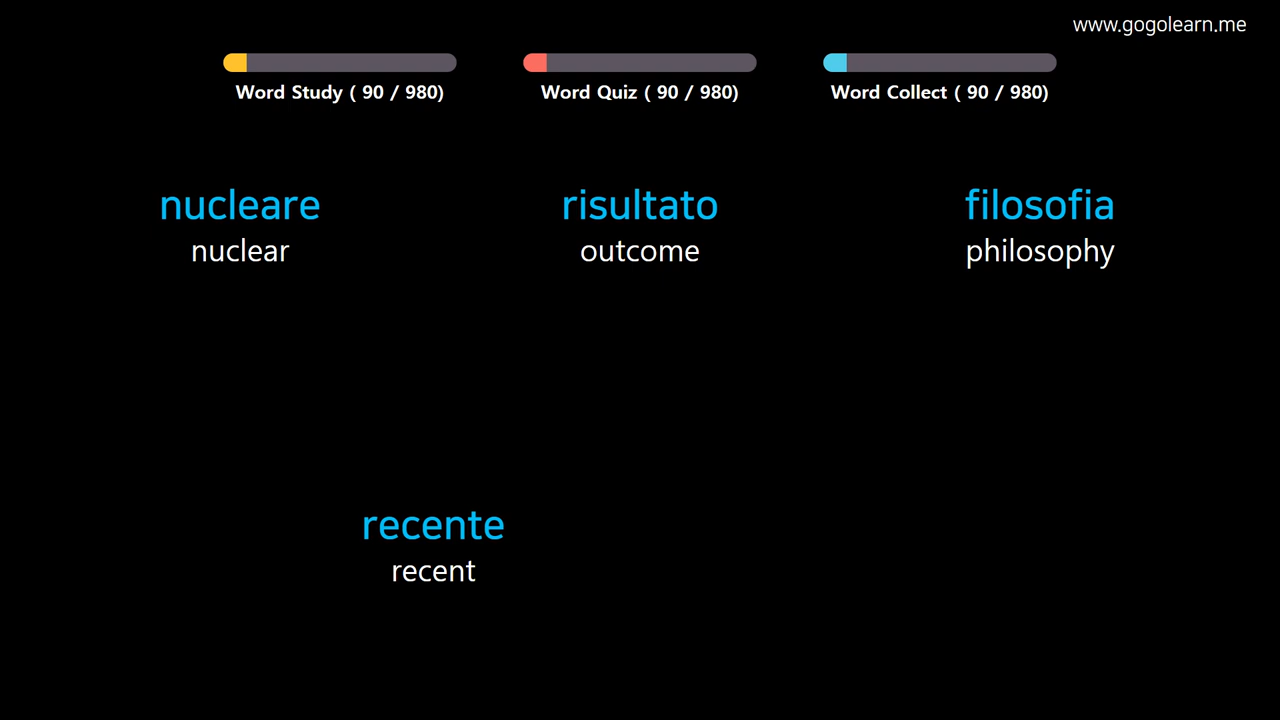 www.gogolearn.me
Word Study ( 90 / 980)
Word Quiz ( 90 / 980)
Word Collect ( 90 / 980)
nucleare
nuclear
risultato
outcome
filosofia
philosophy
recente
recent